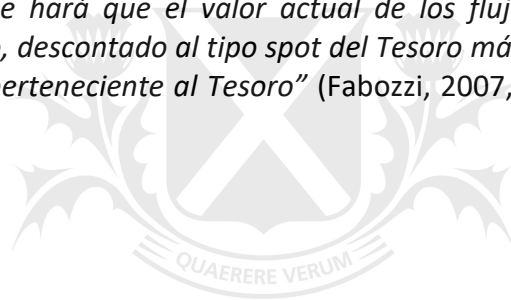 e hará que el valor actual de los fluj
o, descontado al tipo spot del Tesoro má
perteneciente al Tesoro” (Fabozzi, 2007,
QUAERERE VERUM